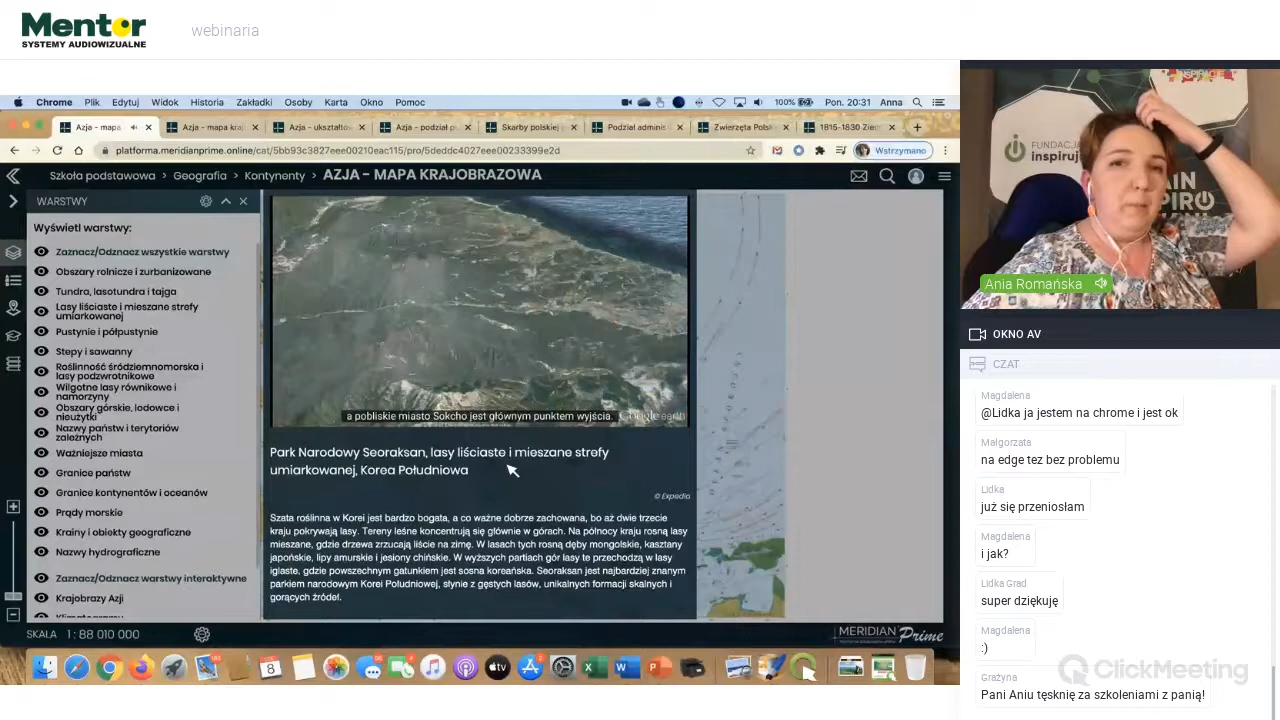 Mentor
SYSTEMY AUDIOWIZUALNE
webinaria
Chrome Plik Edytuj Widok Historia Zakładki Osoby Karta Okno Pomoc
100% Pon. 20:31 Anna
Azja - mapa
Azja - mapa kraj
Azja - ukształtow
Azja - podział p
Skarby polskiej
Podział adminis
Zwierzęta Polsk
1815-1830 Ziem
platforma.meridianprime.online/cat/5bb93c3827eee00210eac115/pro/5deddc4027eee00233399e2d
Wstrzymano
Szkoła podstawowa > Geografia > Kontynenty > AZJA - MAPA KRAJOBRAZOWA
WARSTWY
Wyświetl warstwy:
Zaznacz/Odznacz wszystkie warstwy
Obszary rolnicze i zurbanizowane
Tundra, lasotundra i tajga
Lasy liściaste i mieszane strefy
umiarkowanej
Pustynie i półpustynie
Stepy i sawanny
Roślinność śródziemnomorska i
lasy podzwrotnikowe
Wilgotne lasy równikowe i
namorzyny
Obszary górskie, lodowce i
nieużytki
Nazwy państw i terytoriów
zależnych
Ważniejsze miasta
Granice państw
Granice kontynentów i oceanów
Prądy morskie
Krainy i obiekty geograficzne
Nazwy hydrograficzne
Zaznacz/Odznacz warstwy interaktywne
Krajobrazy Azji
SKALA 1 : 88 010 000
a pobliskie miasto Sokcho jest głównym punktem wyjścia.
Google earth
Park Narodowy Seoraksan, lasy liściaste i mieszane strefy
umiarkowanej, Korea Południowa
© Expedia
Szata roślinna w Korei jest bardzo bogata, a co ważne dobrze zachowana, bo aż dwie trzecie
kraju pokrywają lasy. Tereny leśne koncentrują się głównie w górach. Na północy kraju rosną lasy
mieszane, gdzie drzewa zrzucają liście na zimę. W lasach tych rosną dęby mongolskie, kasztany
japońskie, lipy amurskie i jesiony chińskie. W wyższych partiach gór lasy te przechodzą w lasy
iglaste, gdzie powszechnym gatunkiem jest sosna koreańska. Seoraksan jest najbardziej znanym
parkiem narodowym Korei Południowej, słynie z gęstych lasów, unikalnych formacji skalnych i
gorących źródeł.
MERIDIAN Prime
FUNDACJA
inspiruj
Ania Romańska
OKNO AV
CZAT
Magdalena
@Lidka ja jestem na chrome i jest ok
Małgorzata
na edge tez bez problemu
Lidka
już się przeniosłam
Magdalena
i jak?
Lidka Grad
super dziękuję
Magdalena
:)
Grażyna
Pani Aniu tęsknię za szkoleniami z panią!
ClickMeeting